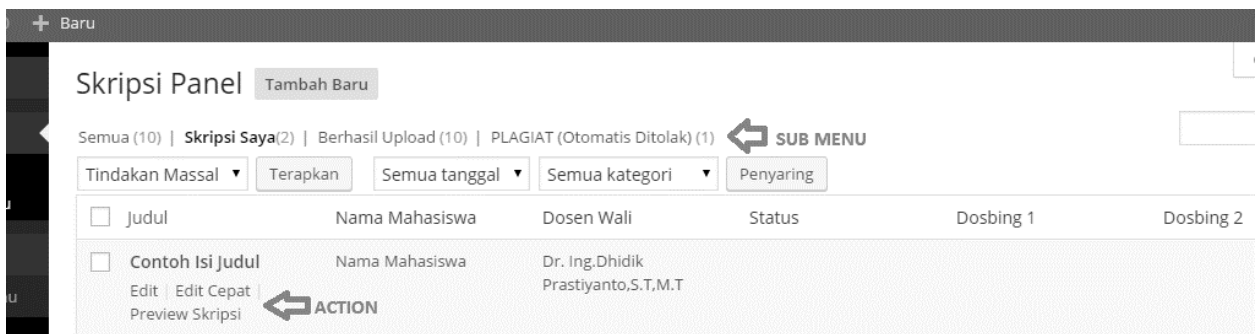 + Baru
Skripsi Panel Tambah Baru
Semua (10) | Skripsi Saya(2) | Berhasil Upload (10) | PLAGIAT (Otomatis Ditolak) (1) SUB MENU
Tindakan Massal Terapkan Semua tanggal Semua kategori Penyaring
Judul Nama Mahasiswa Dosen Wali Status Dosbing 1 Dosbing 2
Contoh Isi Judul Nama Mahasiswa Dr. Ing.Dhidik
Prastiyanto,S.T,M.T
Edit | Edit Cepat |
Preview Skripsi ACTION